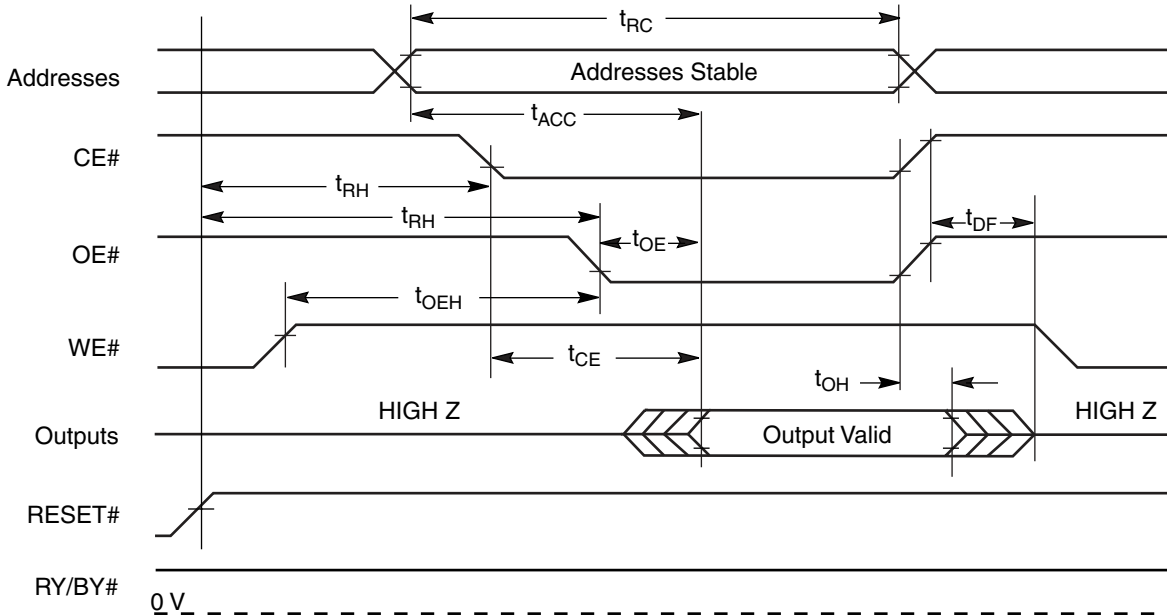 tRC
Addresses
Addresses Stable
tACC
CE#
tRH
tRH
tDF
tOE
OE#
tOEH
WE#
tCE
tOH
HIGH Z
HIGH Z
Outputs
Output Valid
RESET#
RY/BY#
0 V